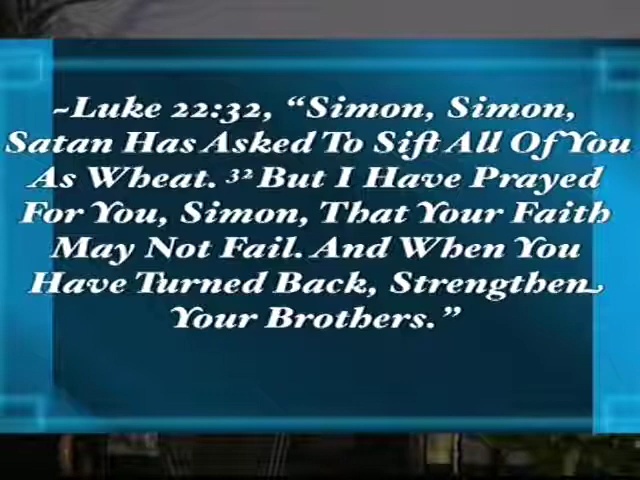 ~Luke 22:32, “Simon, Simon,
Satan Has Asked To Sift All Of You
As Wheat. ³² But I Have Prayed
For You, Simon, That Your Faith
May Not Fail. And When You
Have Turned Back, Strengthen
Your Brothers.”